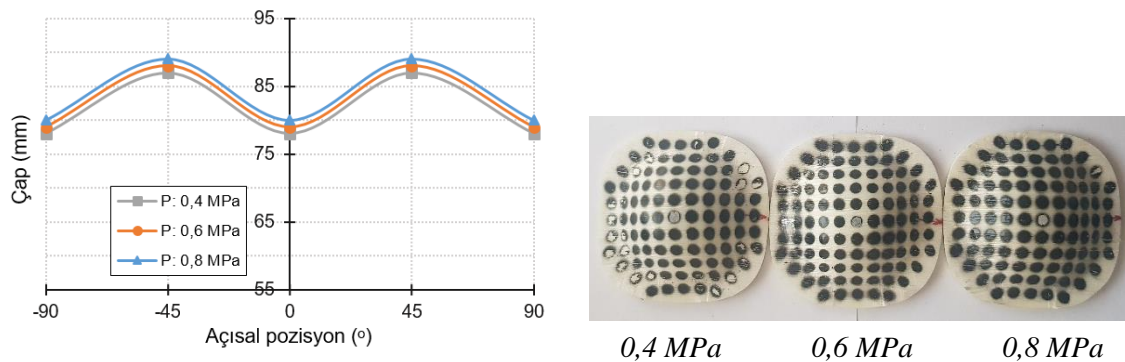 95
85
75
65
55
Çap (mm)
P: 0,4 MPa
P: 0,6 MPa
P: 0,8 MPa
-90 -45 0 45 90
Açısal pozisyon (º)
0,4 MPa 0,6 MPa 0,8 MPa